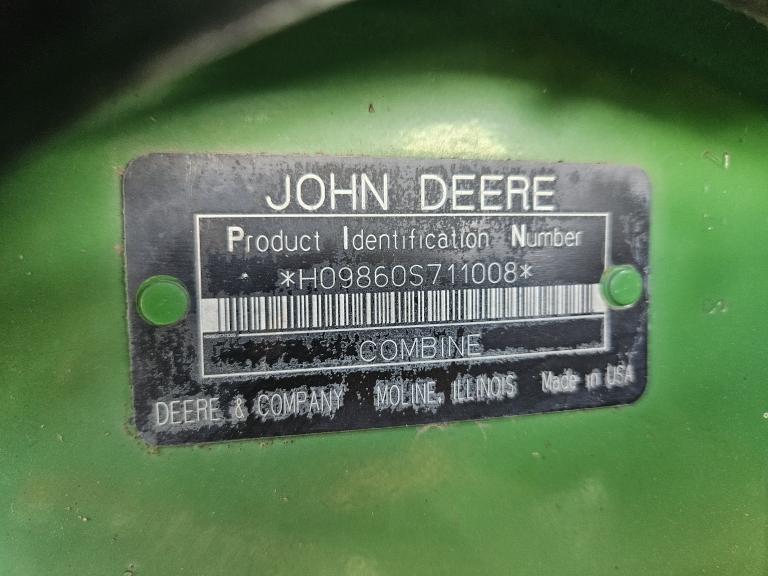 JOHN DEERE
Product Identification Number
*H09860S711008*
COMBINE
DEERE & COMPANY MOLINE, ILLINOIS Made in USA